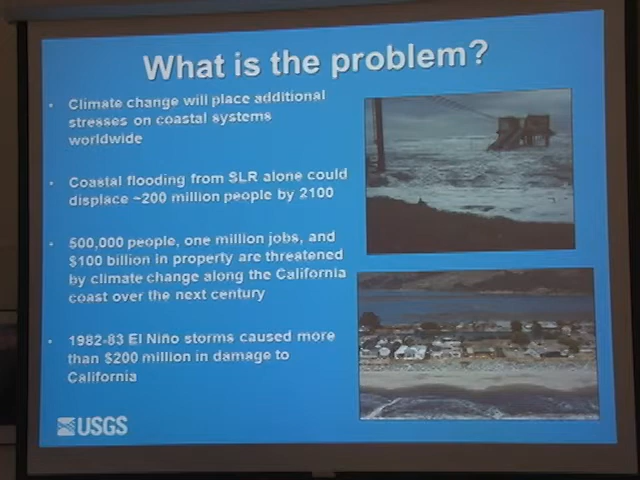 What is the problem?
• Climate change will place additional
stresses on coastal systems
worldwide
• Coastal flooding from SLR alone could
displace ~200 million people by 2100
• 500,000 people, one million jobs, and
$100 billion in property are threatened
by climate change along the California
coast over the next century
• 1982-83 El Niño storms caused more
than $200 million in damage to
California
USGS